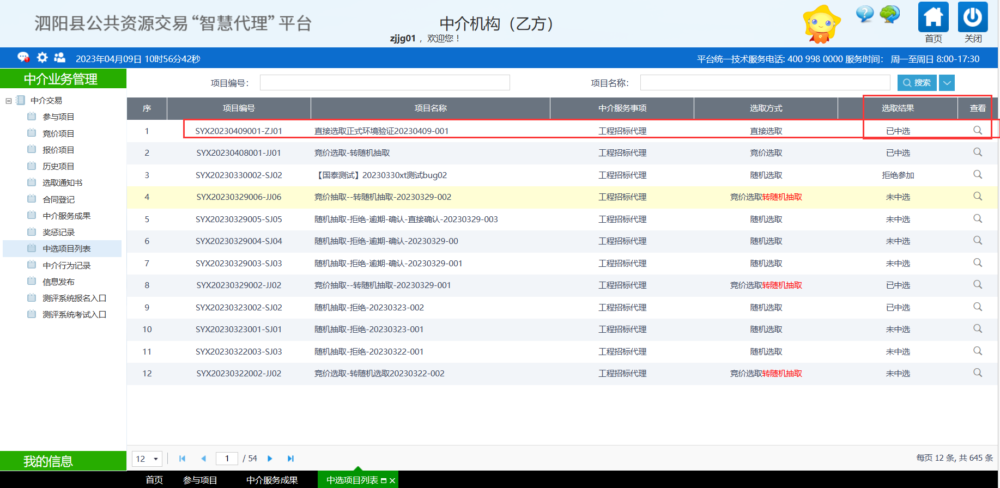 泗阳县公共资源交易“智慧代理”平台
中介机构（乙方）
zjjg01 ，欢迎您！
首页
关闭
2023年04月09日 10时56分42秒
平台统一技术服务电话: 400 998 0000 服务时间： 周一至周日 8:00-17:30
中介业务管理
中介交易
参与项目
竞价项目
报价项目
历史项目
选取通知书
合同登记
中介服务成果
奖惩记录
中选项目列表
中介行为记录
信息发布
测评系统报名入口
测评系统考试入口
我的信息
项目编号：
项目名称：
搜索
序 项目编号 项目名称 中介服务事项 选取方式 选取结果 查看
1 SYX20230409001-ZJ01 直接选取正式环境验证20230409-001 工程招标代理 直接选取 已中选
2 SYX20230408001-JJ01 竞价选取-转随机抽取 工程招标代理 竞价选取 已中选
3 SYX20230330002-SJ02 【国泰测试】20230330xt测试bug02 工程招标代理 随机选取 拒绝参加
4 SYX20230329006-JJ06 竞价抽取--转随机抽取-20230329-002 工程招标代理 竞价选取转随机抽取 未中选
5 SYX20230329005-SJ05 随机抽取-拒绝-逾期-确认-直接确认-20230329-003 工程招标代理 随机选取 未中选
6 SYX20230329004-SJ04 随机抽取-拒绝-逾期-确认-20230329-00 工程招标代理 随机选取 未中选
7 SYX20230329003-SJ03 随机抽取-拒绝-逾期-确认-20230329-001 工程招标代理 随机选取 未中选
8 SYX20230329002-JJ02 竞价抽取--转随机抽取-20230329-001 工程招标代理 竞价选取转随机抽取 已中选
9 SYX20230323002-SJ02 随机抽取-拒绝-20230323-002 工程招标代理 随机选取 已中选
10 SYX20230323001-SJ01 随机抽取-拒绝-20230323-001 工程招标代理 随机选取 未中选
11 SYX20230322003-SJ03 随机抽取-拒绝-20230322-001 工程招标代理 随机选取 未中选
12 SYX20230322002-JJ02 竞价选取-转随机选取20230322-002 工程招标代理 竞价选取转随机抽取 未中选
12 1 / 54
每页 12 条, 共 645 条
首页 参与项目 中介服务成果 中选项目列表